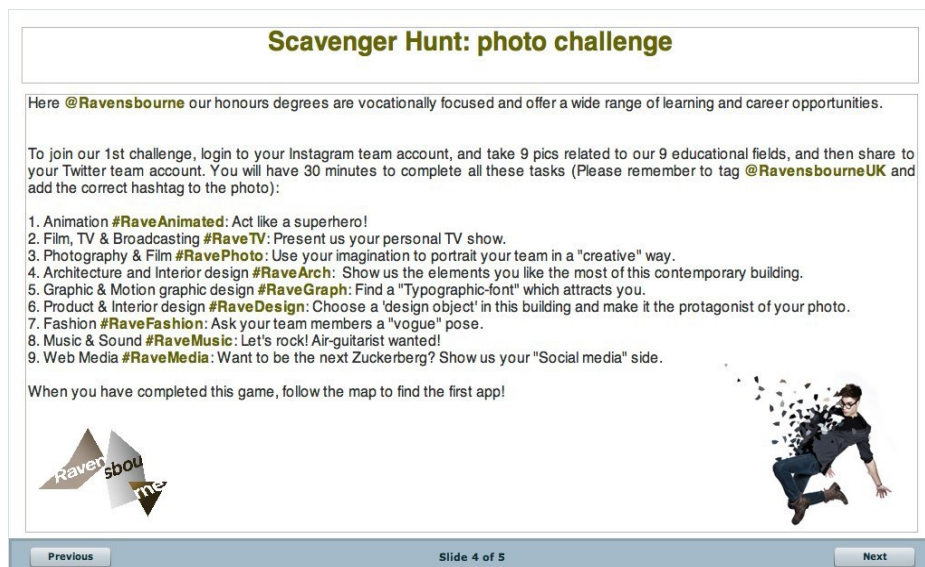 Scavenger Hunt: photo challenge
Here @Ravensbourne our honours degrees are vocationally focused and offer a wide range of learning and career opportunities.
To join our 1st challenge, login to your Instagram team account, and take 9 pics related to our 9 educational fields, and then share to
your Twitter team account. You will have 30 minutes to complete all these tasks (Please remember to tag @RavensbourneUK and
add the correct hashtag to the photo):
1. Animation #RaveAnimated: Act like a superhero!
2. Film, TV & Broadcasting #RaveTV: Present us your personal TV show.
3. Photography & Film #RavePhoto: Use your imagination to portrait your team in a "creative" way.
4. Architecture and Interior design #RaveArch: Show us the elements you like the most of this contemporary building.
5. Graphic & Motion graphic design #RaveGraph: Find a "Typographic-font" which attracts you.
6. Product & Interior design #RaveDesign: Choose a 'design object' in this building and make it the protagonist of your photo.
7. Fashion #RaveFashion: Ask your team members a "vogue" pose.
8. Music & Sound #RaveMusic: Let's rock! Air-guitarist wanted!
9. Web Media #RaveMedia: Want to be the next Zuckerberg? Show us your "Social media" side.
When you have completed this game, follow the map to find the first app!
Raven
sbou
rne
Previous
Slide 4 of 5
Next